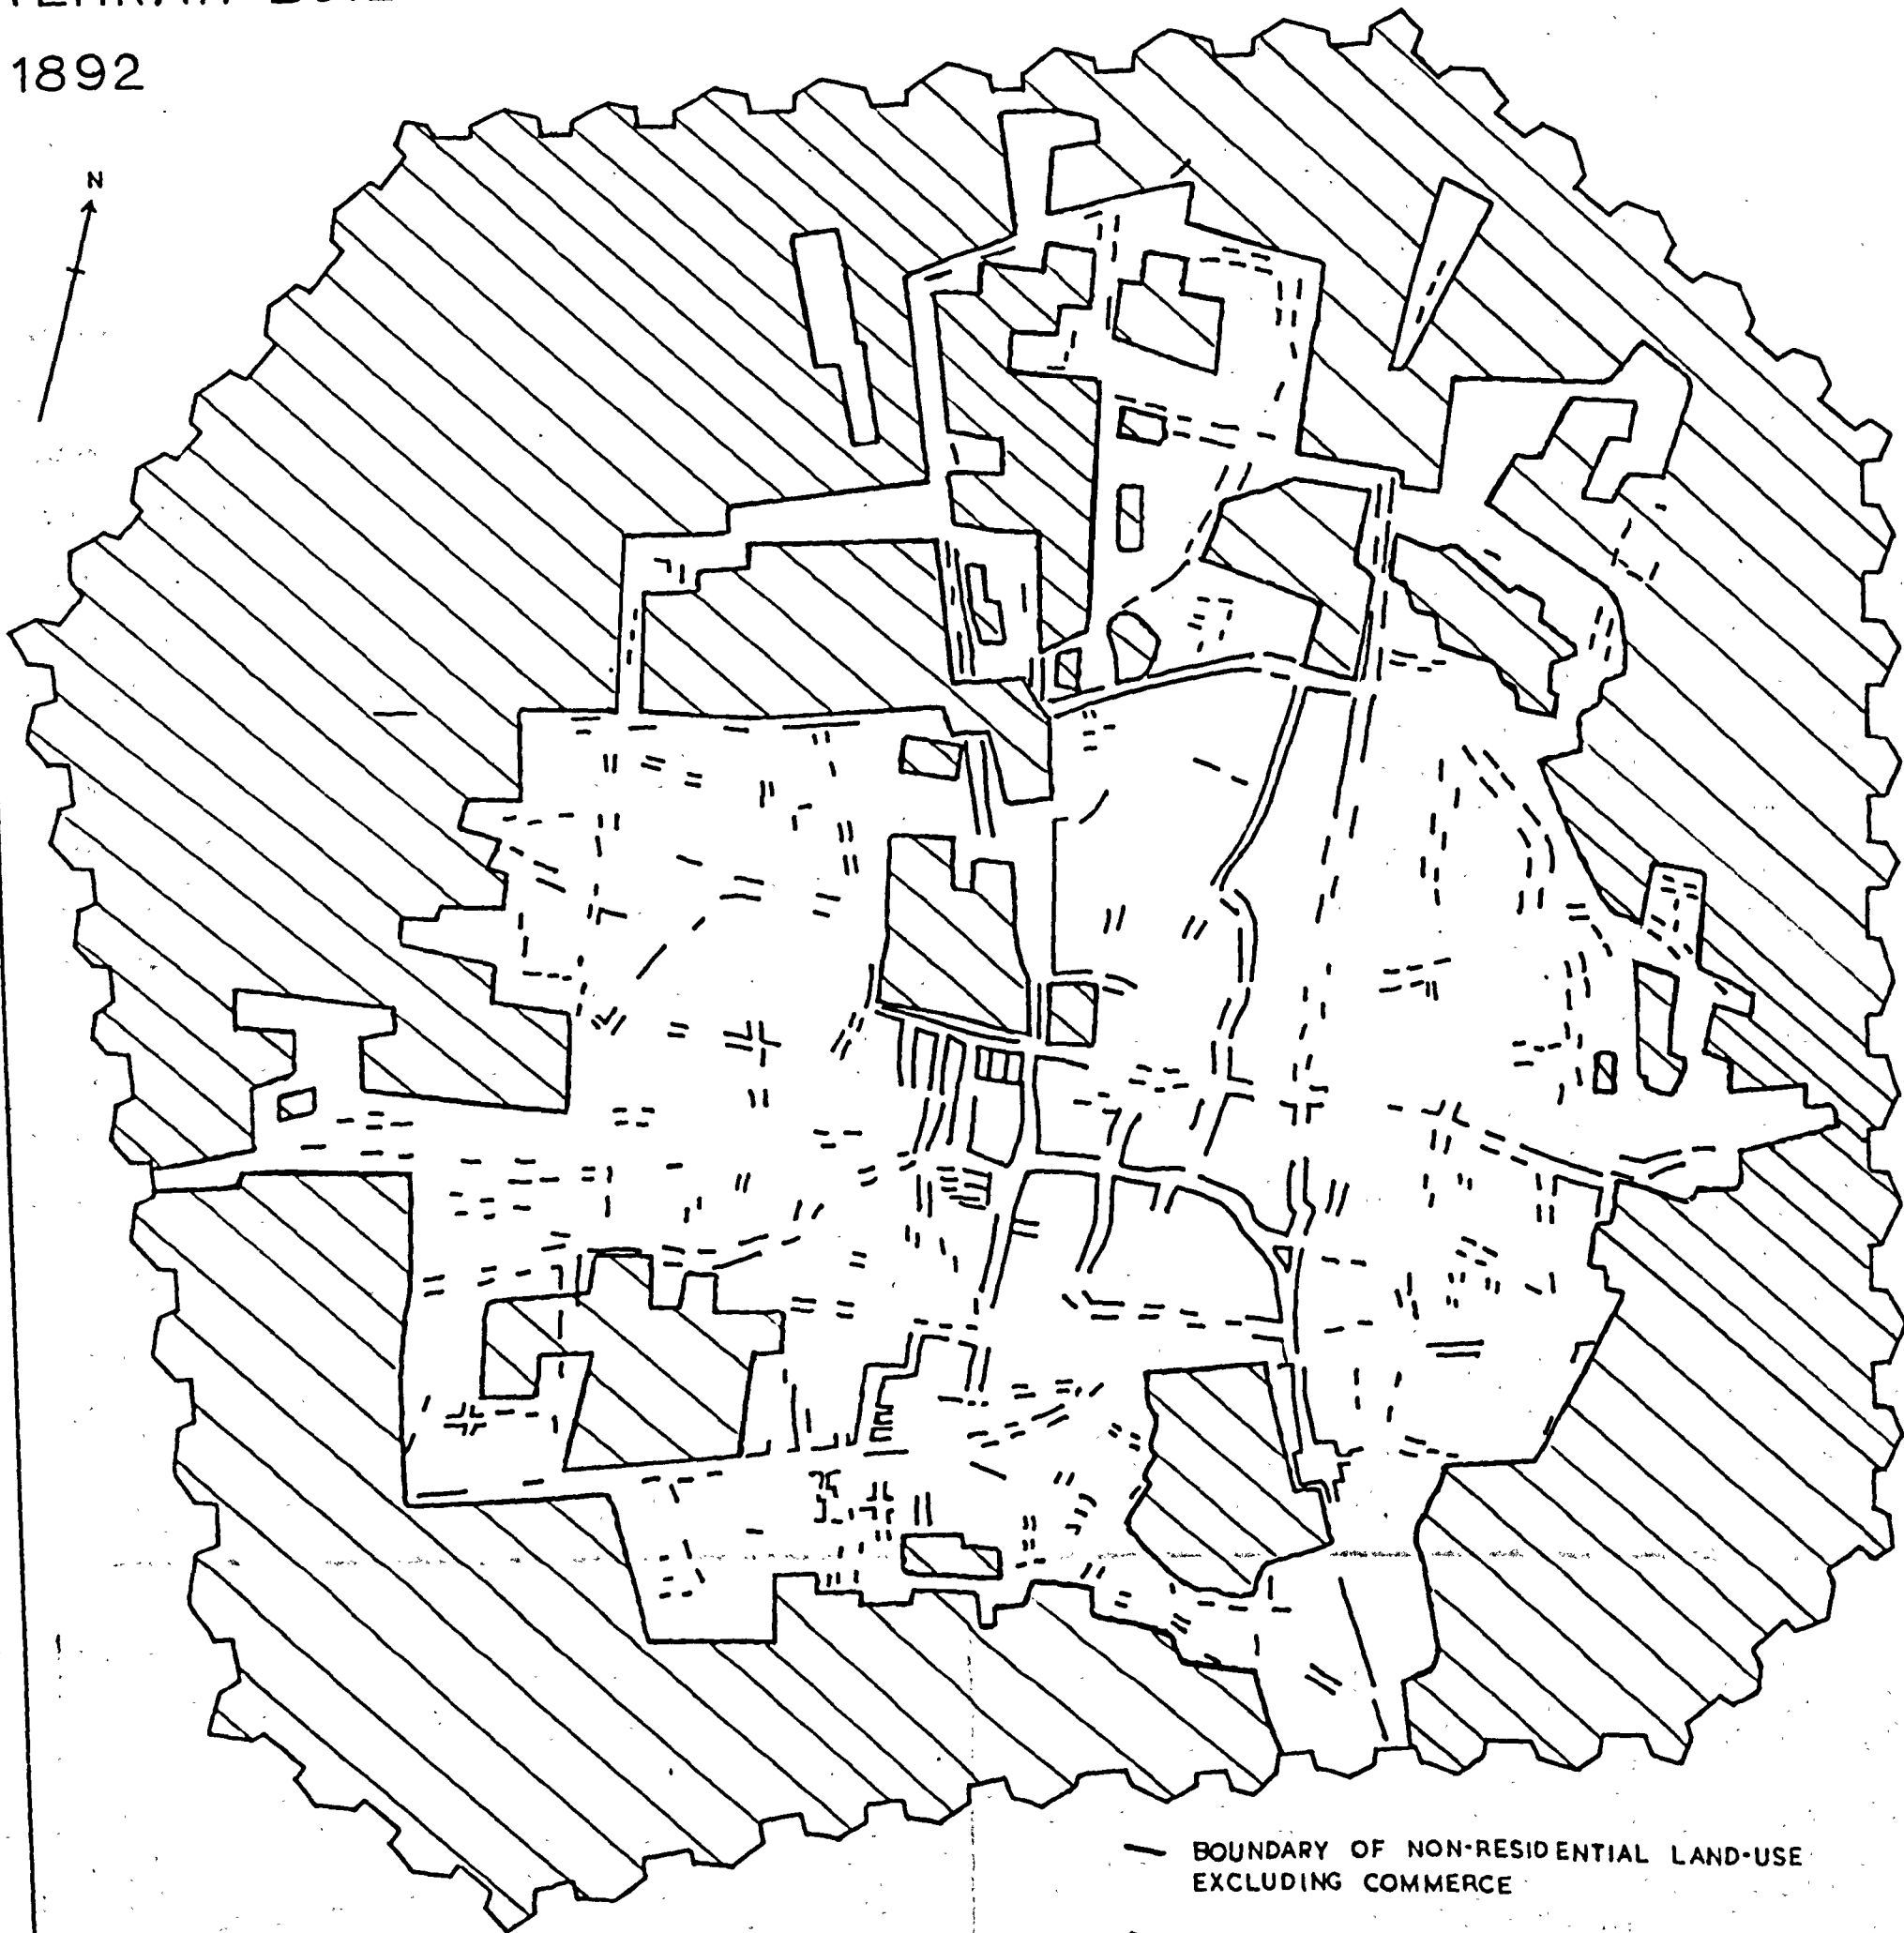 1892
N
BOUNDARY OF NON-RESIDENTIAL LAND-USE
EXCLUDING COMMERCE